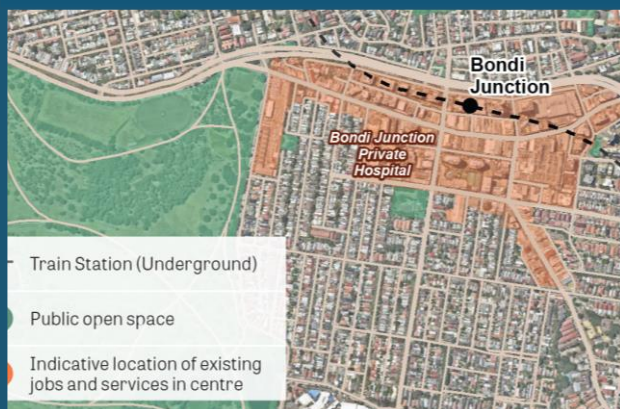 Bondi
Junction
Bondi Junction
Private
Hospital
Train Station (Underground)
Public open space
Indicative location of existing
jobs and services in centre